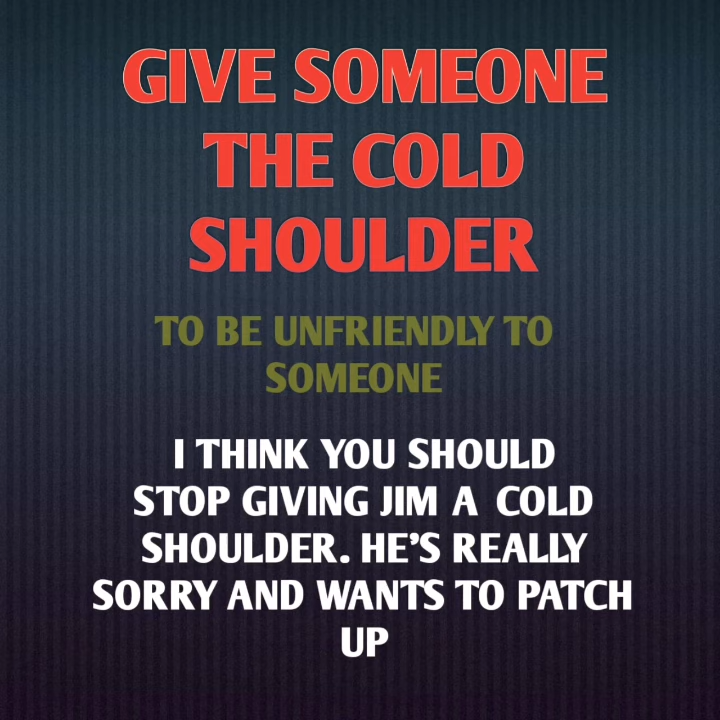 GIVE SOMEONE
THE COLD
SHOULDER
TO BE UNFRIENDLY TO
SOMEONE
I THINK YOU SHOULD
STOP GIVING JIM A COLD
SHOULDER. HE'S REALLY
SORRY AND WANTS TO PATCH
UP